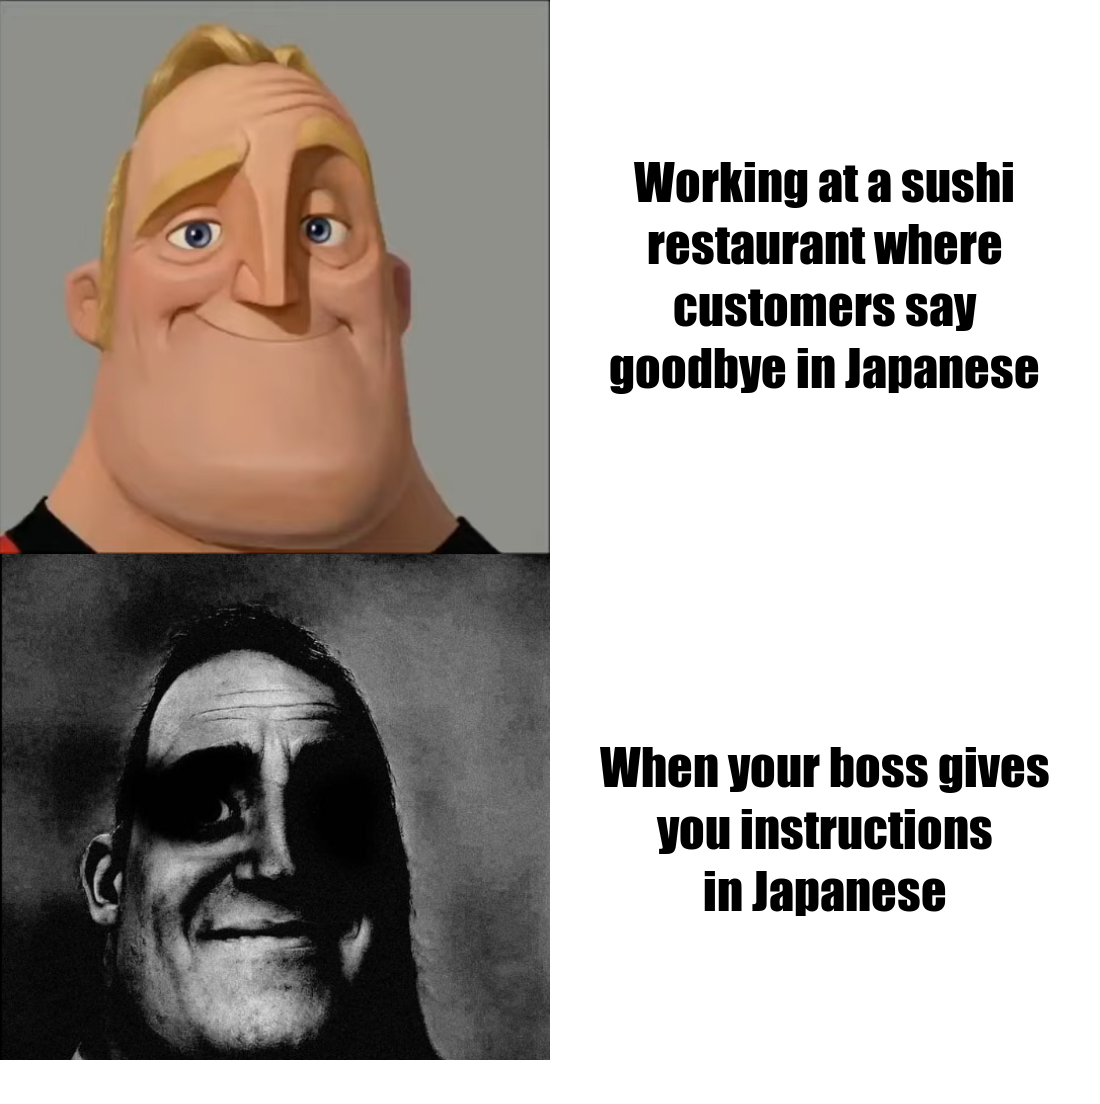 Working at a sushi
restaurant where
customers say
goodbye in Japanese
When your boss gives
you instructions
in Japanese